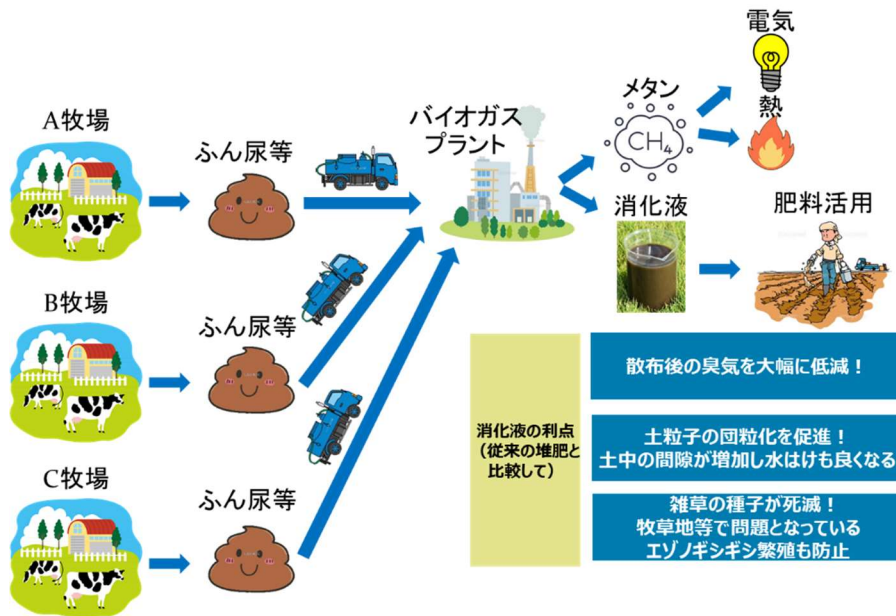 電気
熱
メタン
CH₄
バイオガス
プラント
A牧場
ふん尿等
消化液
肥料活用
B牧場
ふん尿等
C牧場
ふん尿等
消化液の利点
（従来の堆肥と
比較して）
散布後の臭気を大幅に低減！
土粒子の団粒化を促進！
土中の間隙が増加し水はけも良くなる
雑草の種子が死滅！
牧草地等で問題となっている
エゾノギシギシ繁殖も防止